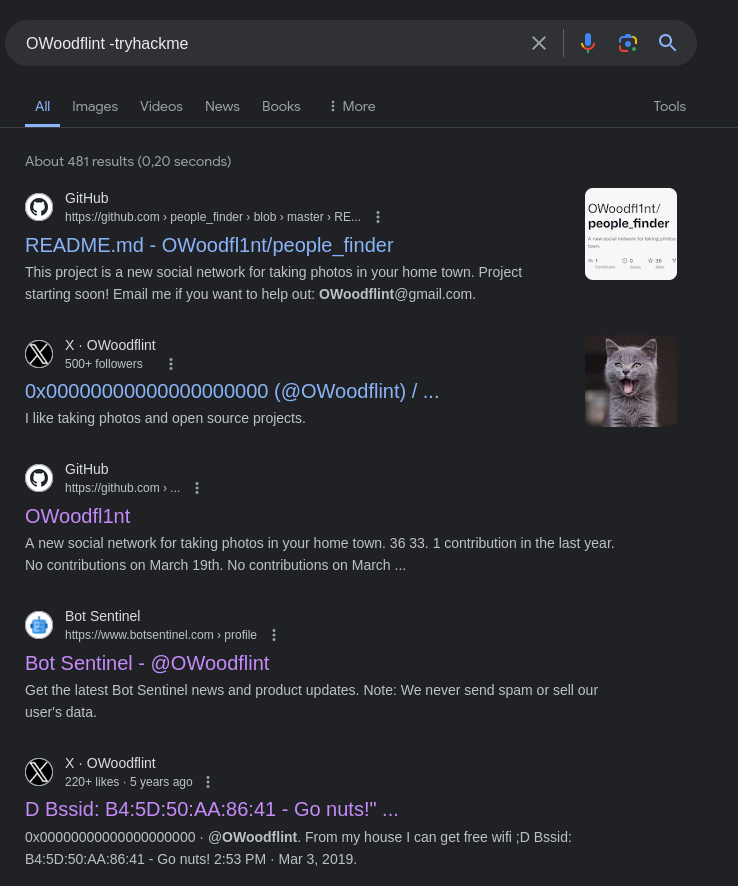 OWoodflint -tryhackme
All Images Videos News Books More Tools
About 481 results (0,20 seconds)
GitHub
https://github.com › people_finder › blob › master › RE...
README.md - OWoodfl1nt/people_finder
This project is a new social network for taking photos in your home town. Project
starting soon! Email me if you want to help out: OWoodflint@gmail.com.
OWoodfl1nt/
people_finder
A new social network for taking photos in your home
town.
1 0 36
Contributor Issues Stars
X · OWoodflint
500+ followers
0x00000000000000000000 (@OWoodflint) / ...
I like taking photos and open source projects.
GitHub
https://github.com › ...
OWoodfl1nt
A new social network for taking photos in your home town. 36 33. 1 contribution in the last year.
No contributions on March 19th. No contributions on March ...
Bot Sentinel
https://www.botsentinel.com › profile
Bot Sentinel - @OWoodflint
Get the latest Bot Sentinel news and product updates. Note: We never send spam or sell our
user's data.
X · OWoodflint
220+ likes · 5 years ago
D Bssid: B4:5D:50:AA:86:41 - Go nuts!" ...
0x00000000000000000000 · @OWoodflint. From my house I can get free wifi ;D Bssid:
B4:5D:50:AA:86:41 - Go nuts! 2:53 PM · Mar 3, 2019.